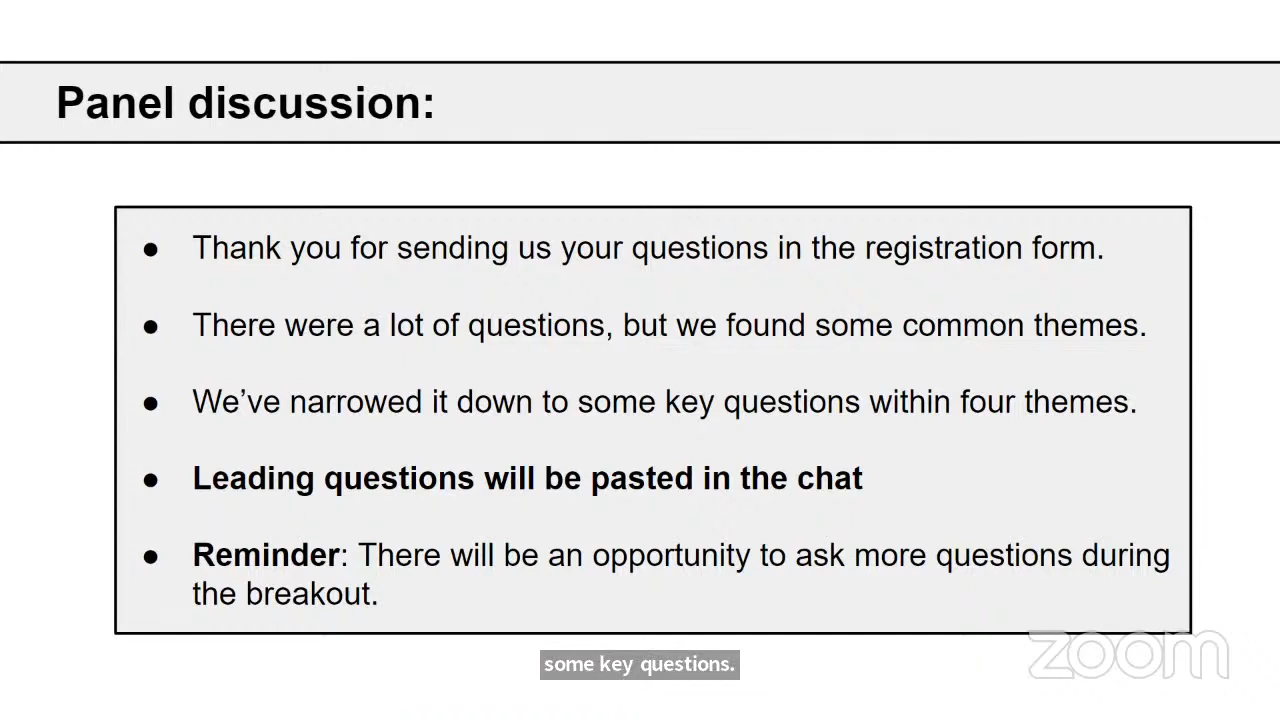 Panel discussion:
● Thank you for sending us your questions in the registration form.
● There were a lot of questions, but we found some common themes.
● We’ve narrowed it down to some key questions within four themes.
● Leading questions will be pasted in the chat
● Reminder: There will be an opportunity to ask more questions during
the breakout.
zoom
some key questions.